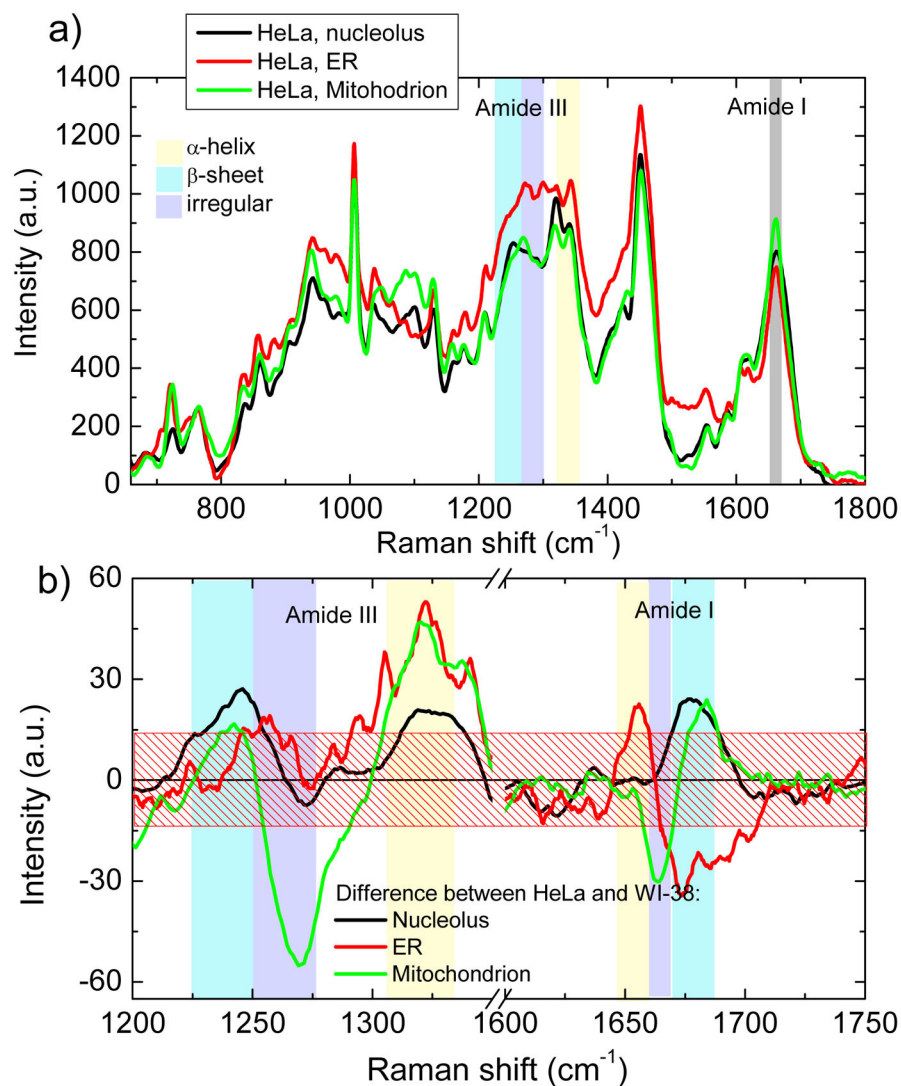 a)
HeLa, nucleolus
HeLa, ER
HeLa, Mitohodrion
1400
1200
1000
800
600
400
200
0
Intensity (a.u.)
Amide III
Amide I
α-helix
β-sheet
irregular
800
1000
1200
1400
1600
1800
Raman shift (cm⁻¹)
b)
60
30
0
-30
-60
Intensity (a.u.)
Amide III
Amide I
Difference between HeLa and WI-38:
Nucleolus
ER
Mitochondrion
1200
1250
1300
1600
1650
1700
1750
Raman shift (cm⁻¹)